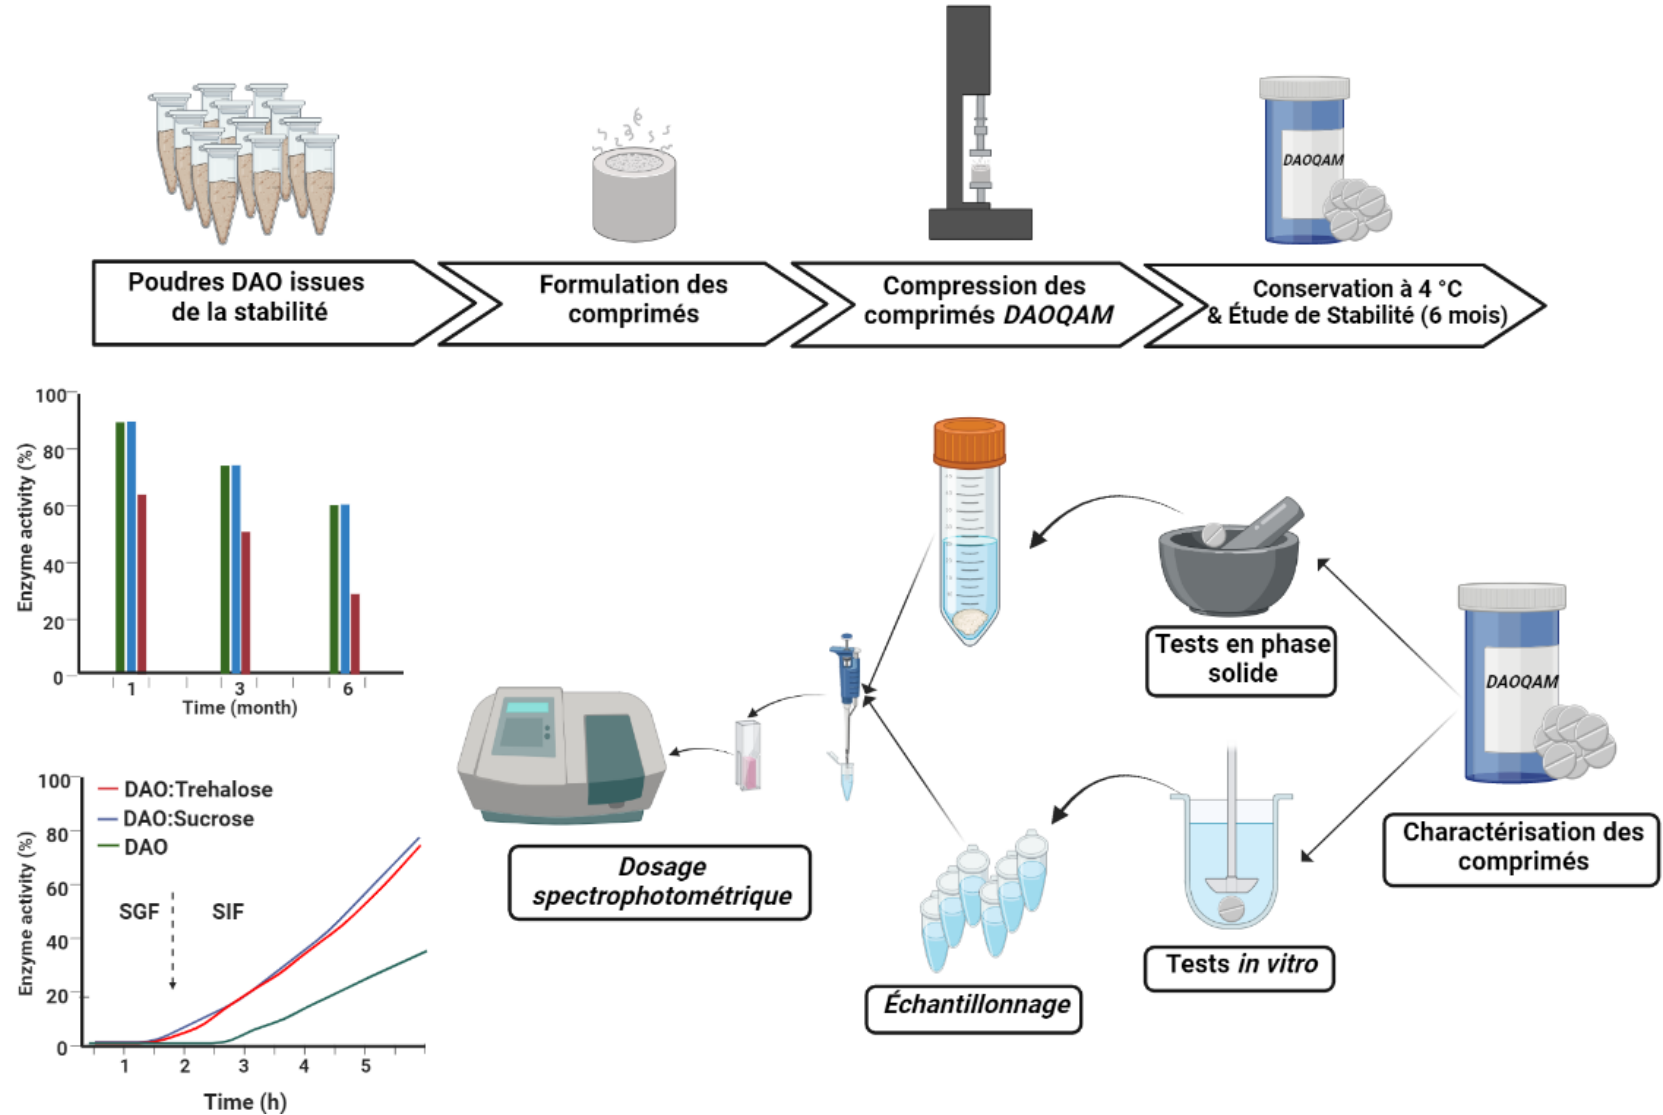 DAOQAM
Poudres DAO issues
de la stabilité
Formulation des
comprimés
Compression des
comprimés DAOQAM
Conservation à 4 °C
& Étude de Stabilité (6 mois)
Enzyme activity (%)
100
80
60
40
20
0
1
3
6
Time (month)
Enzyme activity (%)
100
80
60
40
20
0
DAO:Trehalose
DAO:Sucrose
DAO
SGF
SIF
1
2
3
4
5
Time (h)
Dosage
spectrophotométrique
Échantillonnage
Tests en phase
solide
Tests in vitro
DAOQAM
Charactérisation des
comprimés